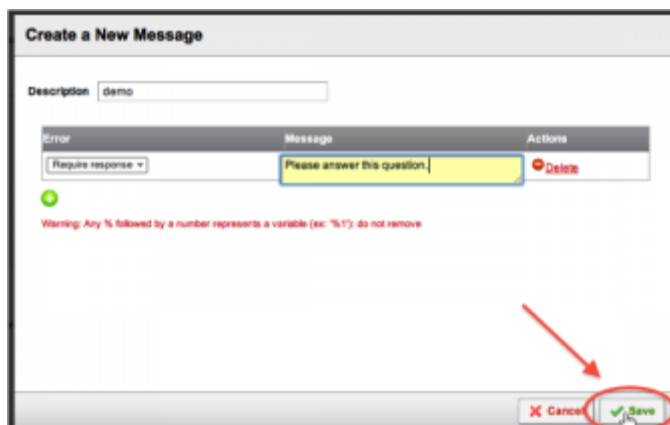 Create a New Message
Description demo
Error Message Actions
Require response Please answer this question. Delete
Warning: Any % followed by a number represents a variable (ex: '%1'): do not remove
Cancel Save